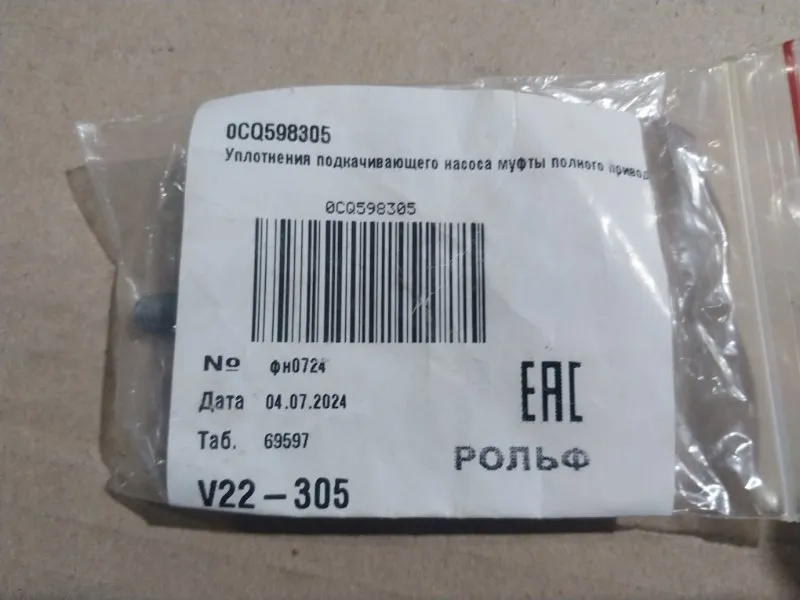 0CQ598305
Уплотнения подкачивающего насоса муфты полного привод
0CQ598305
№ фн0724
Дата 04.07.2024
Таб. 69597
EAC
РОЛЬФ
V22-305